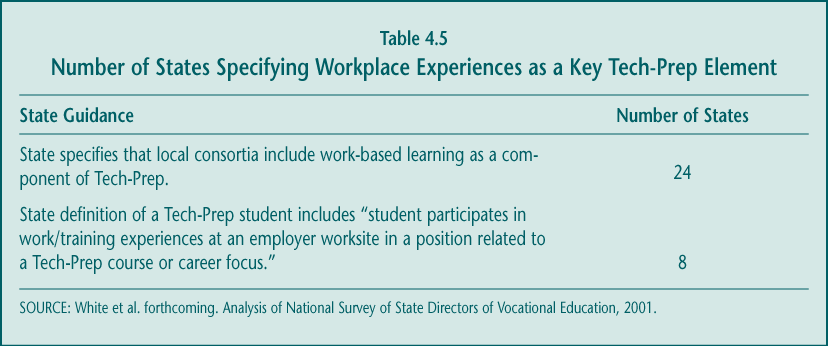 Table 4.5
Number of States Specifying Workplace Experiences as a Key Tech-Prep Element
State Guidance Number of States
State specifies that local consortia include work-based learning as a com-
ponent of Tech-Prep. 24
State definition of a Tech-Prep student includes “student participates in
work/training experiences at an employer worksite in a position related to
a Tech-Prep course or career focus.” 8
SOURCE: White et al. forthcoming. Analysis of National Survey of State Directors of Vocational Education, 2001.